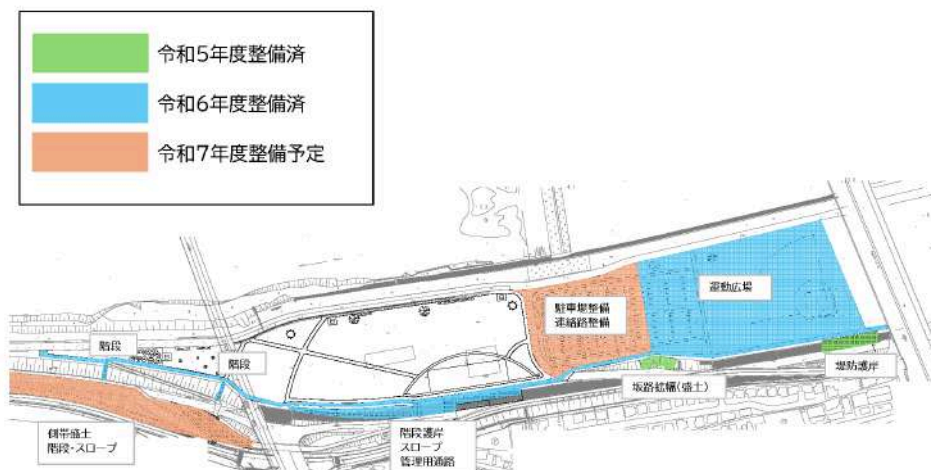 令和5年度整備済
令和6年度整備済
令和7年度整備予定
運動広場
駐車場整備
連絡路整備
階段
階段
堤防護岸
坂路拡幅(盛土)
側帯盛土
階段・スロープ
階段護岸
スロープ
管理用通路